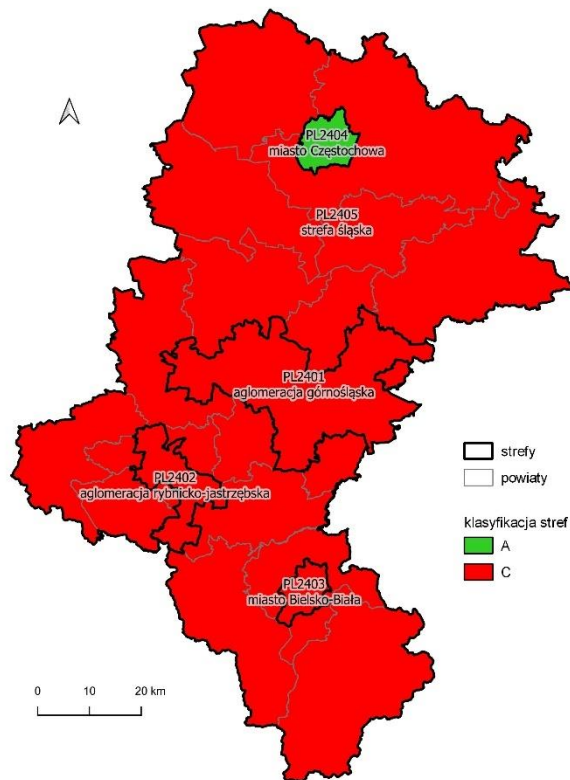 PL2404
miasto Częstochowa
PL2405
strefa śląska
PL2401
aglomeracja górnośląska
PL2402
aglomeracja rybnicko-jastrzębska
PL2403
miasto Bielsko-Biała
strefy
powiaty
klasyfikacja stref
A
C
0 10 20 km